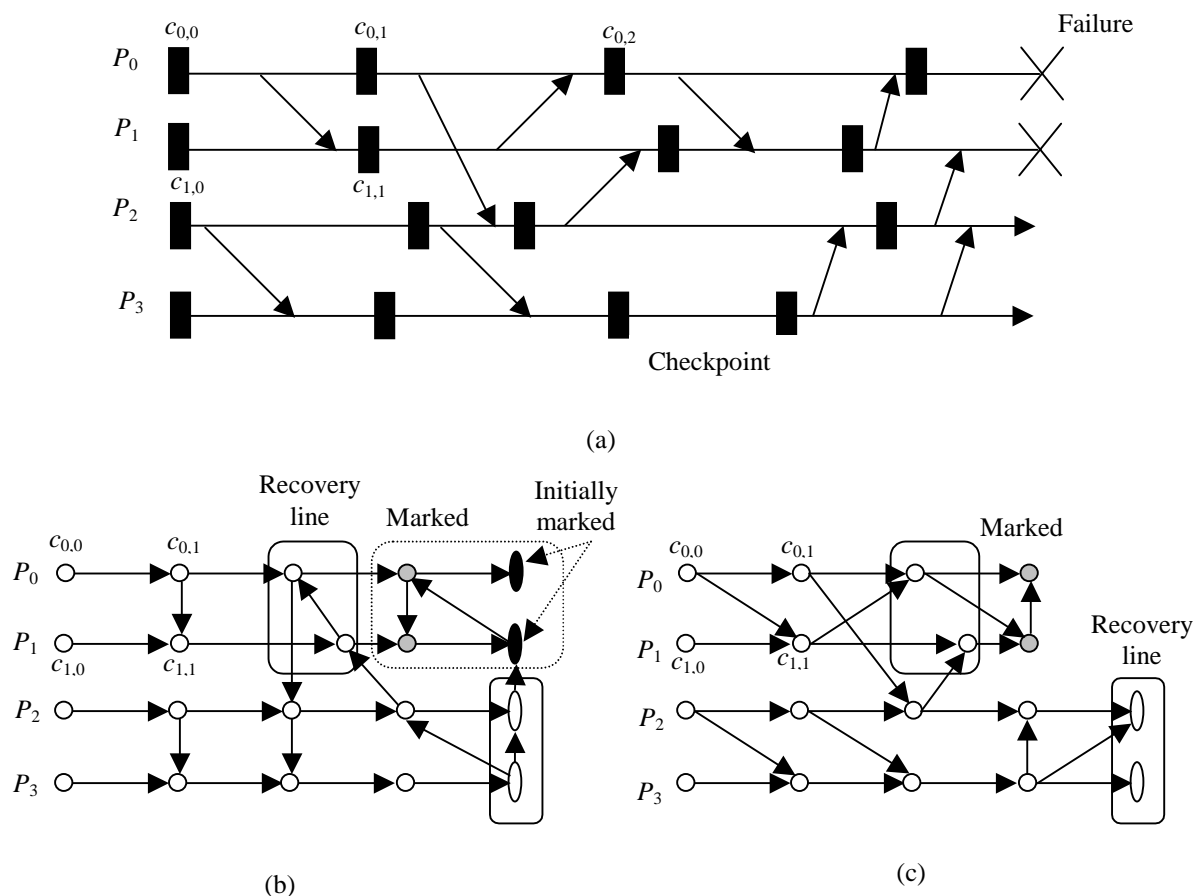 c0,0 c0,1 c0,2 Failure
P0
P1
c1,0 c1,1
P2
P3
Checkpoint
(a)
Recovery line
Marked
Initially marked
c0,0 c0,1
P0
P1
c1,0 c1,1
P2
P3
(b)
Marked
c0,0 c0,1
P0
P1
c1,0 c1,1
Recovery line
P2
P3
(c)